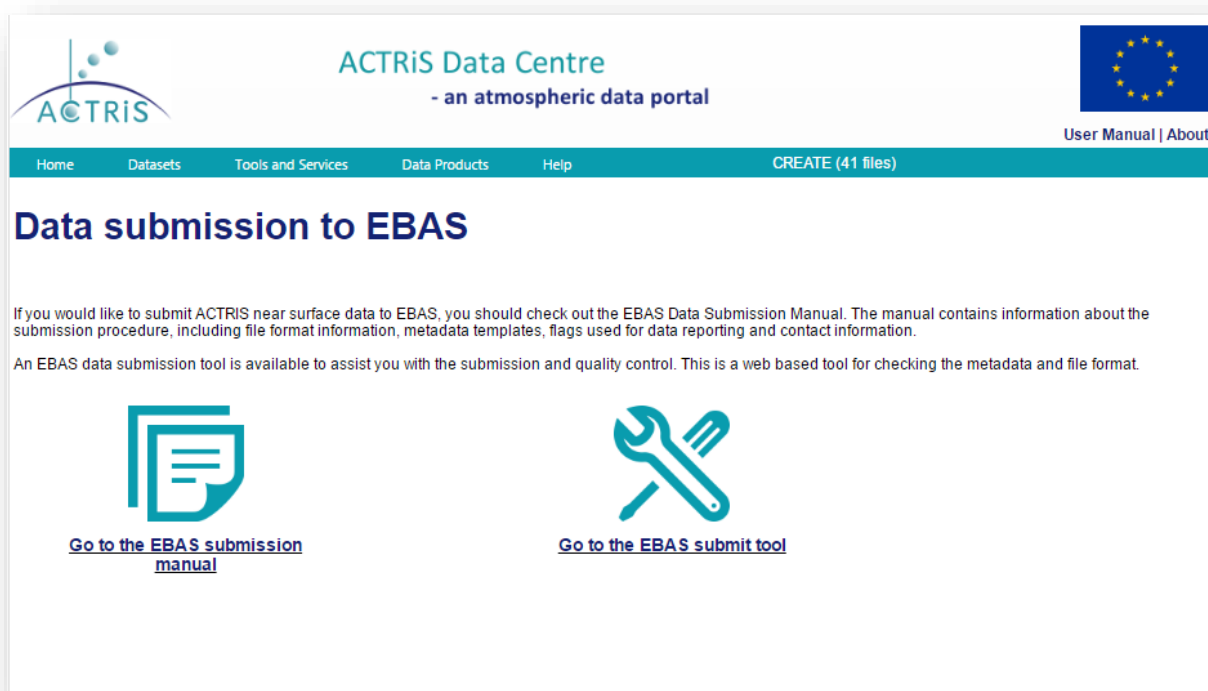 ACTRiS
ACTRiS Data Centre
- an atmospheric data portal
User Manual | About
Home Datasets Tools and Services Data Products Help CREATE (41 files)
Data submission to EBAS
If you would like to submit ACTRIS near surface data to EBAS, you should check out the EBAS Data Submission Manual. The manual contains information about the
submission procedure, including file format information, metadata templates, flags used for data reporting and contact information.
An EBAS data submission tool is available to assist you with the submission and quality control. This is a web based tool for checking the metadata and file format.
Go to the EBAS submission
manual
Go to the EBAS submit tool